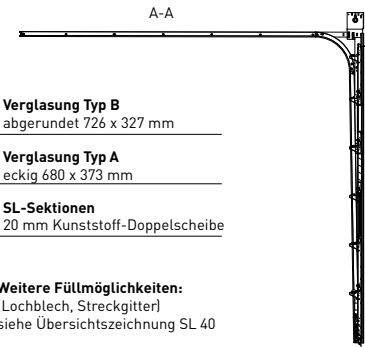 A-A
Verglasung Typ B
abgerundet 726 x 327 mm
Verglasung Typ A
eckig 680 x 373 mm
SL-Sektionen
20 mm Kunststoff-Doppelscheibe
Weitere Füllmöglichkeiten:
Lochblech, Streckgitter)
siehe Übersichtszeichnung SL 40